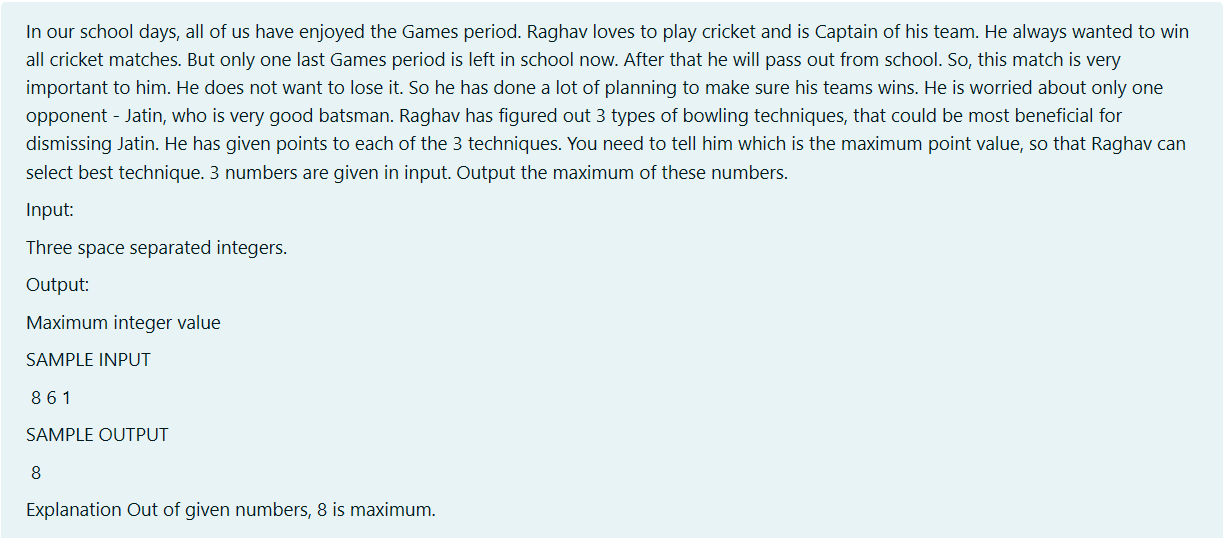 In our school days, all of us have enjoyed the Games period. Raghav loves to play cricket and is Captain of his team. He always wanted to win
all cricket matches. But only one last Games period is left in school now. After that he will pass out from school. So, this match is very
important to him. He does not want to lose it. So he has done a lot of planning to make sure his teams wins. He is worried about only one
opponent - Jatin, who is very good batsman. Raghav has figured out 3 types of bowling techniques, that could be most beneficial for
dismissing Jatin. He has given points to each of the 3 techniques. You need to tell him which is the maximum point value, so that Raghav can
select best technique. 3 numbers are given in input. Output the maximum of these numbers.
Input:
Three space separated integers.
Output:
Maximum integer value
SAMPLE INPUT
8 6 1
SAMPLE OUTPUT
8
Explanation Out of given numbers, 8 is maximum.